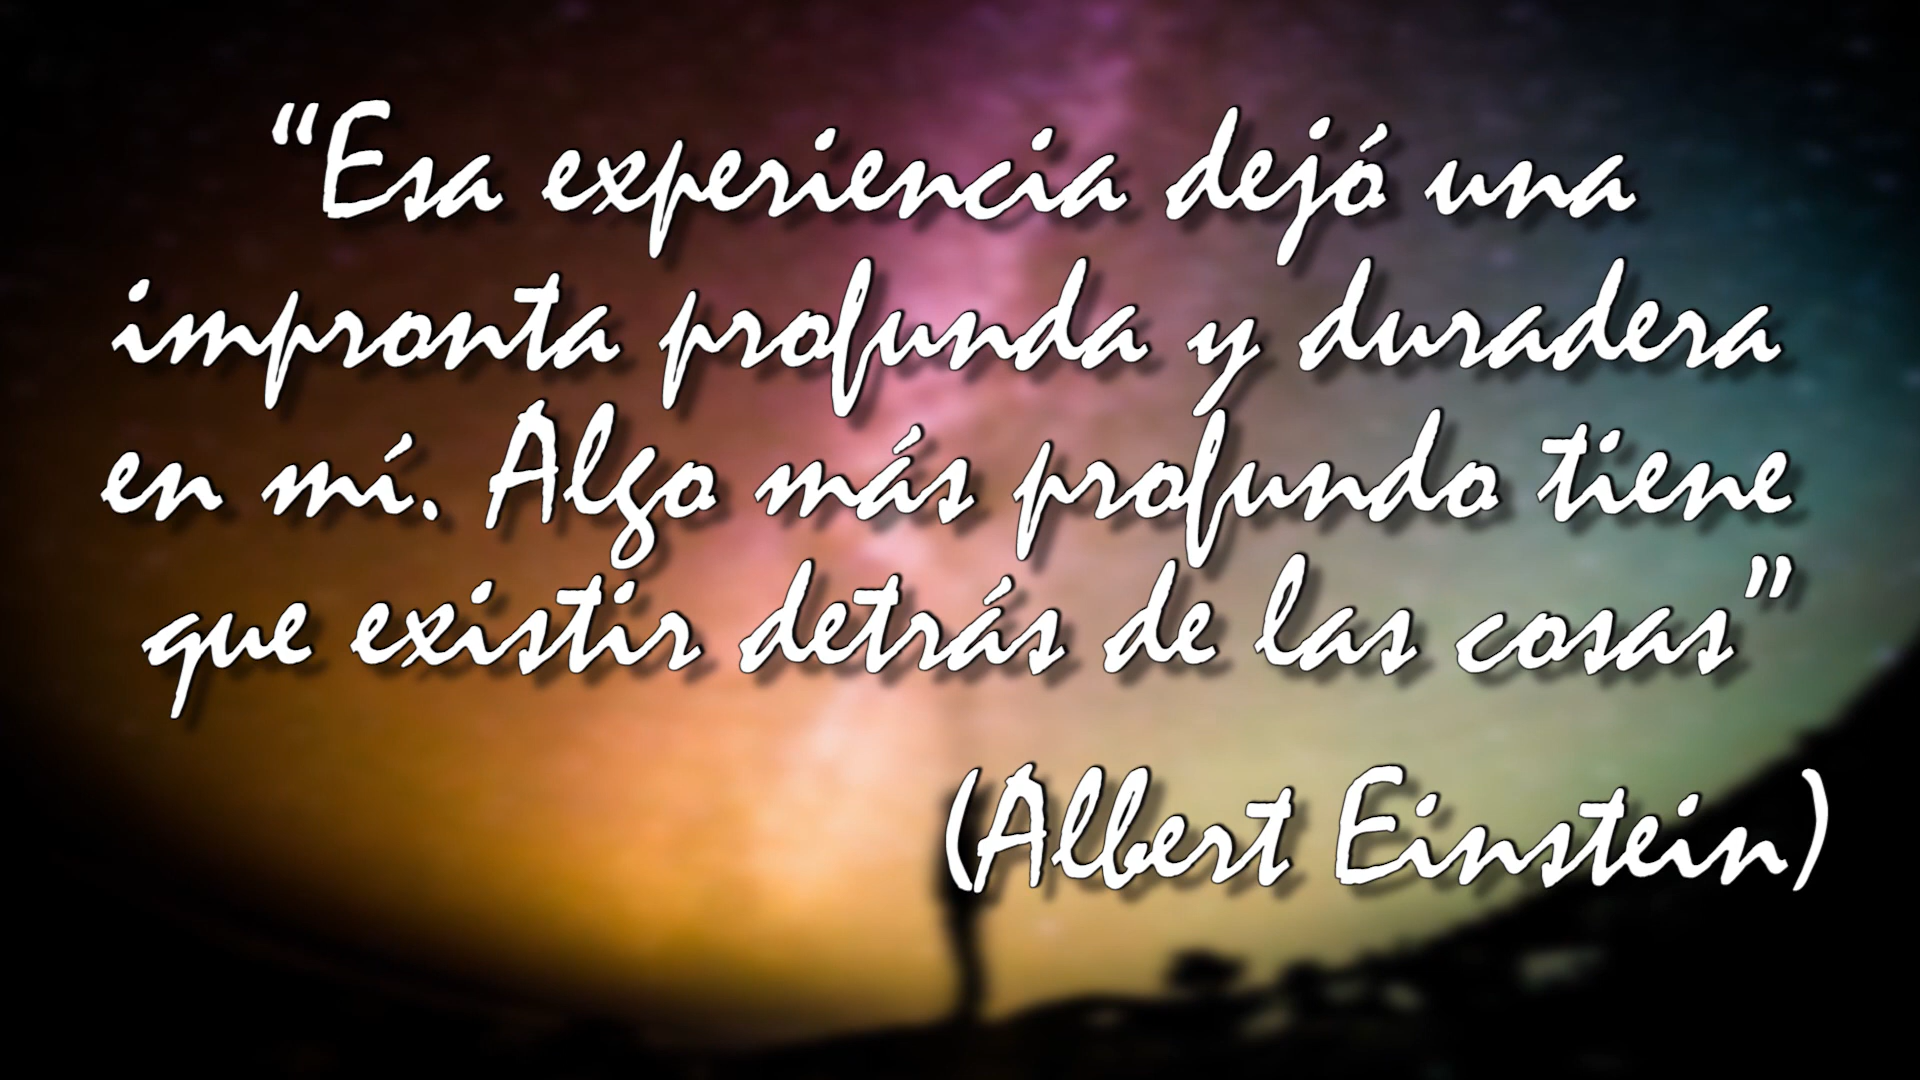 “Esa experiencia dejó una
impronta profunda y duradera
en mí. Algo más profundo tiene
que existir detrás de las cosas”
(Albert Einstein)